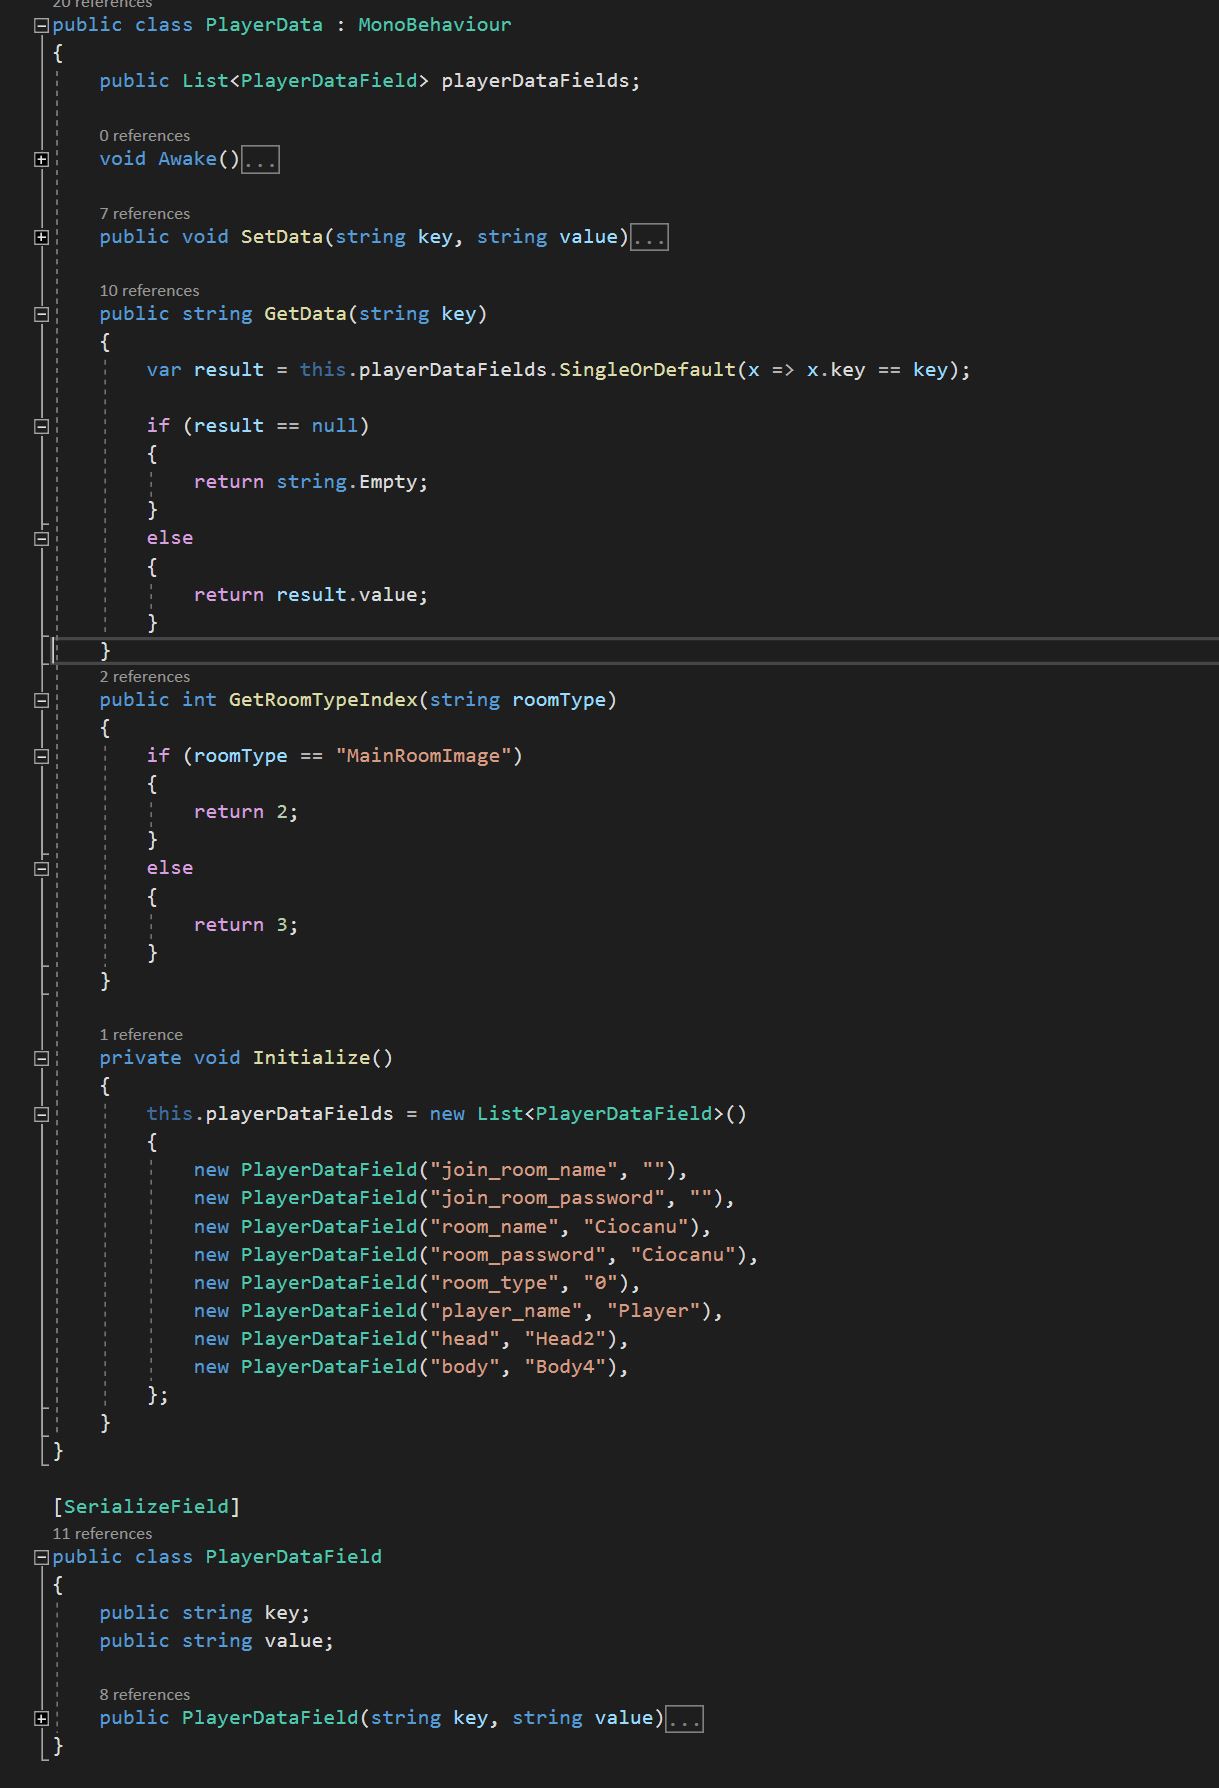 20 references
public class PlayerData : MonoBehaviour
{
public List<PlayerDataField> playerDataFields;
0 references
void Awake()...
7 references
public void SetData(string key, string value)...
10 references
public string GetData(string key)
{
var result = this.playerDataFields.SingleOrDefault(x => x.key == key);
if (result == null)
{
return string.Empty;
}
else
{
return result.value;
}
}
2 references
public int GetRoomTypeIndex(string roomType)
{
if (roomType == "MainRoomImage")
{
return 2;
}
else
{
return 3;
}
}
1 reference
private void Initialize()
{
this.playerDataFields = new List<PlayerDataField>()
{
new PlayerDataField("join_room_name", ""),
new PlayerDataField("join_room_password", ""),
new PlayerDataField("room_name", "Ciocanu"),
new PlayerDataField("room_password", "Ciocanu"),
new PlayerDataField("room_type", "0"),
new PlayerDataField("player_name", "Player"),
new PlayerDataField("head", "Head2"),
new PlayerDataField("body", "Body4"),
};
}
}
[SerializeField]
11 references
public class PlayerDataField
{
public string key;
public string value;
8 references
public PlayerDataField(string key, string value)...
}